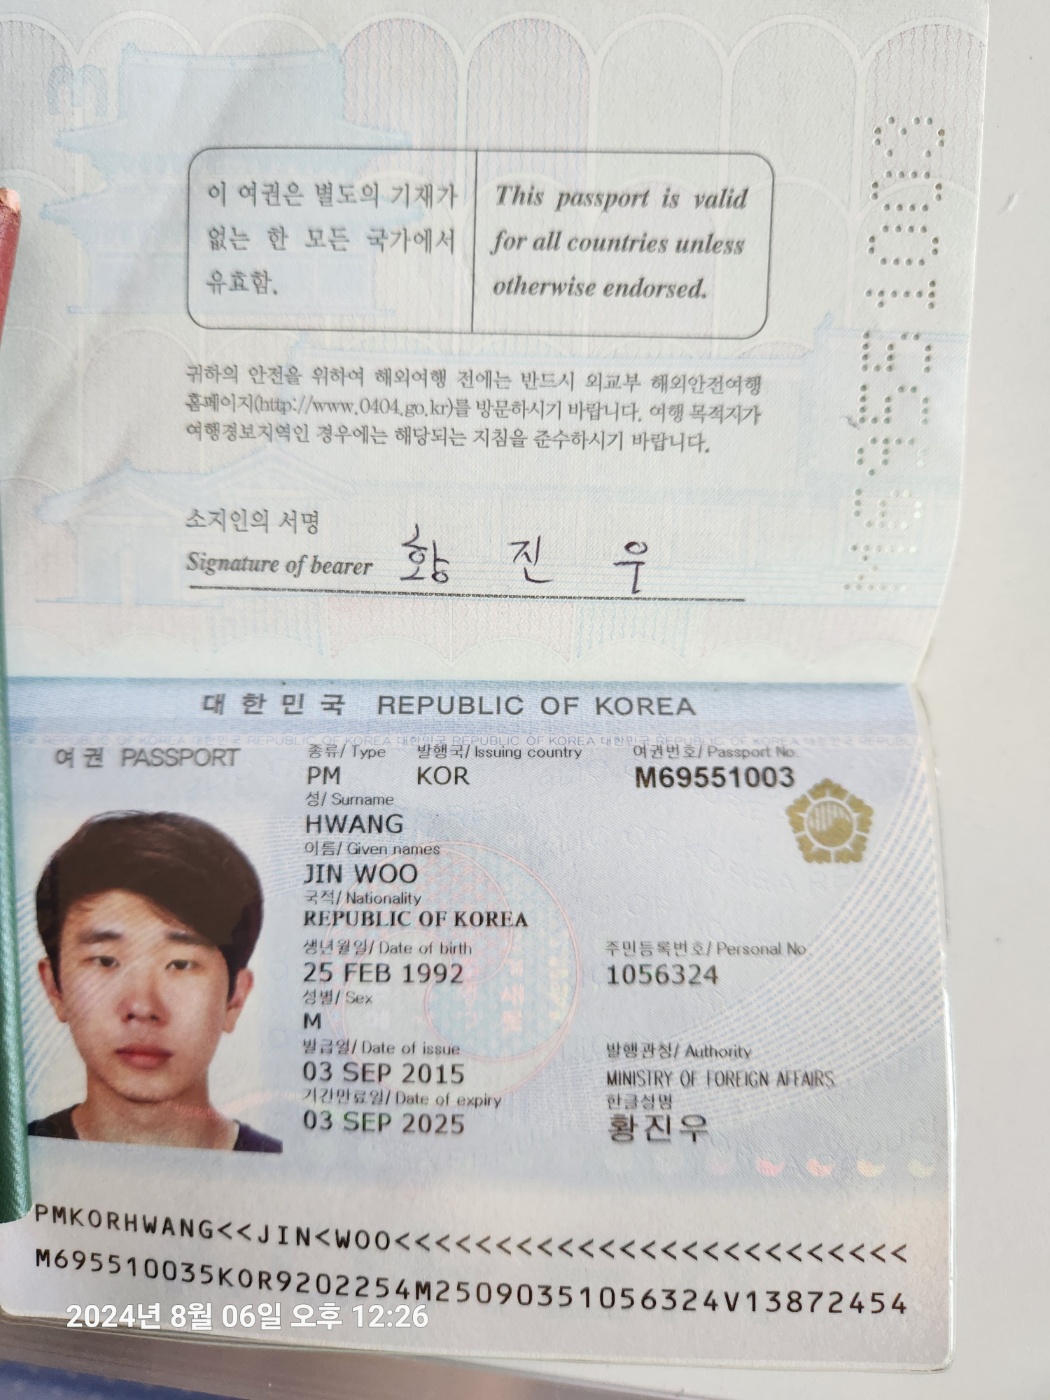 이 여권은 별도의 기재가
없는 한 모든 국가에서
유효함.
This passport is valid
for all countries unless
otherwise endorsed.
귀하의 안전을 위하여 해외여행 전에는 반드시 외교부 해외안전여행
홈페이지(http://www.0404.go.kr)를 방문하시기 바랍니다. 여행 목적지가
여행경보지역인 경우에는 해당되는 지침을 준수하시기 바랍니다.
소지인의 서명
Signature of bearer 황 진 우
M69551003
대한민국 REPUBLIC OF KOREA
여권 PASSPORT
종류/ Type 발행국/ Issuing country 여권번호/ Passport No.
PM KOR M69551003
성/ Surname
HWANG
이름/ Given names
JIN WOO
국적/ Nationality
REPUBLIC OF KOREA
생년월일/ Date of birth 주민등록번호/ Personal No.
25 FEB 1992 1056324
성별/ Sex
M
발급일/ Date of issue 발행관청/ Authority
03 SEP 2015 MINISTRY OF FOREIGN AFFAIRS
기간만료일/ Date of expiry 한글성명
03 SEP 2025 황진우
PMKORHWANG<<JIN<WOO<<<<<<<<<<<<<<<<<<<<<<<<<
M695510035KOR9202254M25090351056324V13872454
2024년 8월 06일 오후 12:26